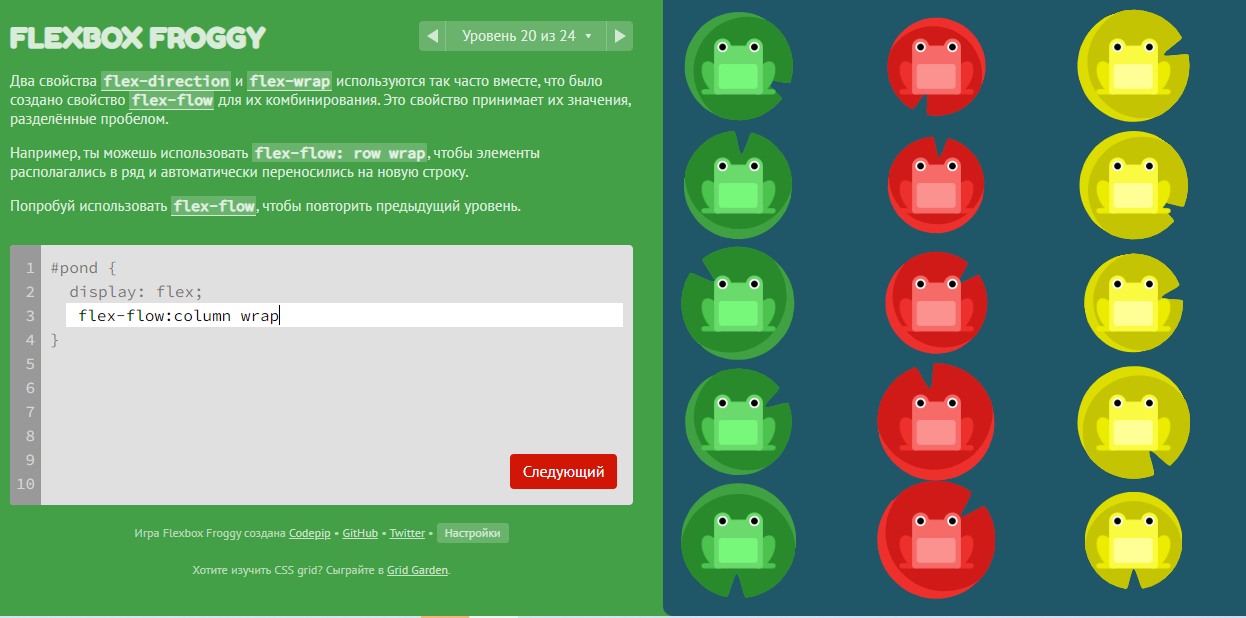 FLEXBOX FROGGY
Уровень 20 из 24
Два свойства flex-direction и flex-wrap используются так часто вместе, что было
создано свойство flex-flow для их комбинирования. Это свойство принимает их значения,
разделённые пробелом.
Например, ты можешь использовать flex-flow: row wrap, чтобы элементы
располагались в ряд и автоматически переносились на новую строку.
Попробуй использовать flex-flow, чтобы повторить предыдущий уровень.
1 #pond {
2 display: flex;
3 flex-flow:column wrap
4 }
5
6
7
8
9
10
Следующий
Игра Flexbox Froggy создана Codepip • GitHub • Twitter • Настройки
Хотите изучить CSS grid? Сыграйте в Grid Garden.